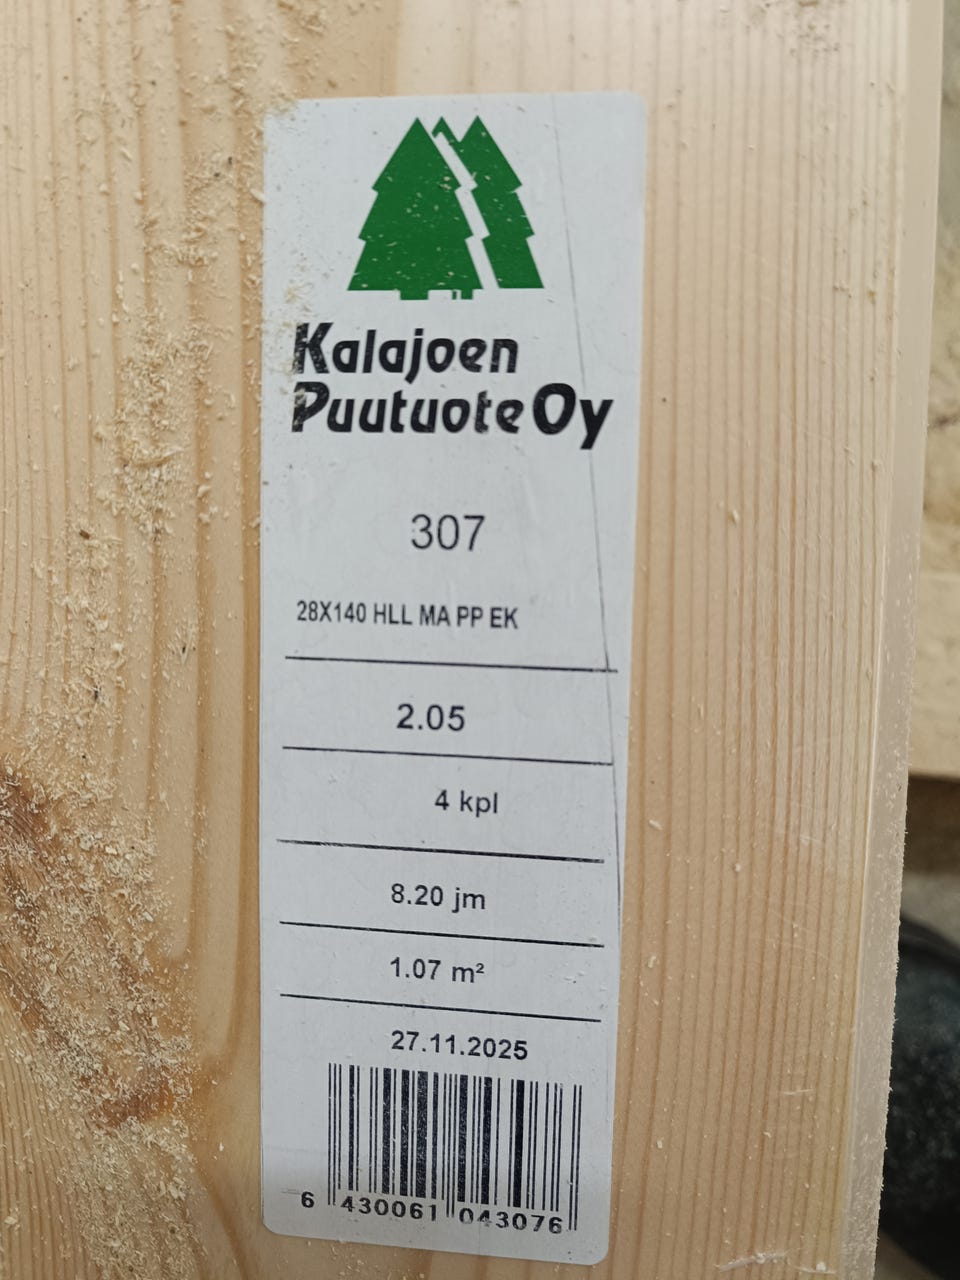 Kalajoen
Puutuote Oy
307
28X140 HLL MA PP EK
2.05
4 kpl
8.20 jm
1.07 m²
27.11.2025
6 430061 043076